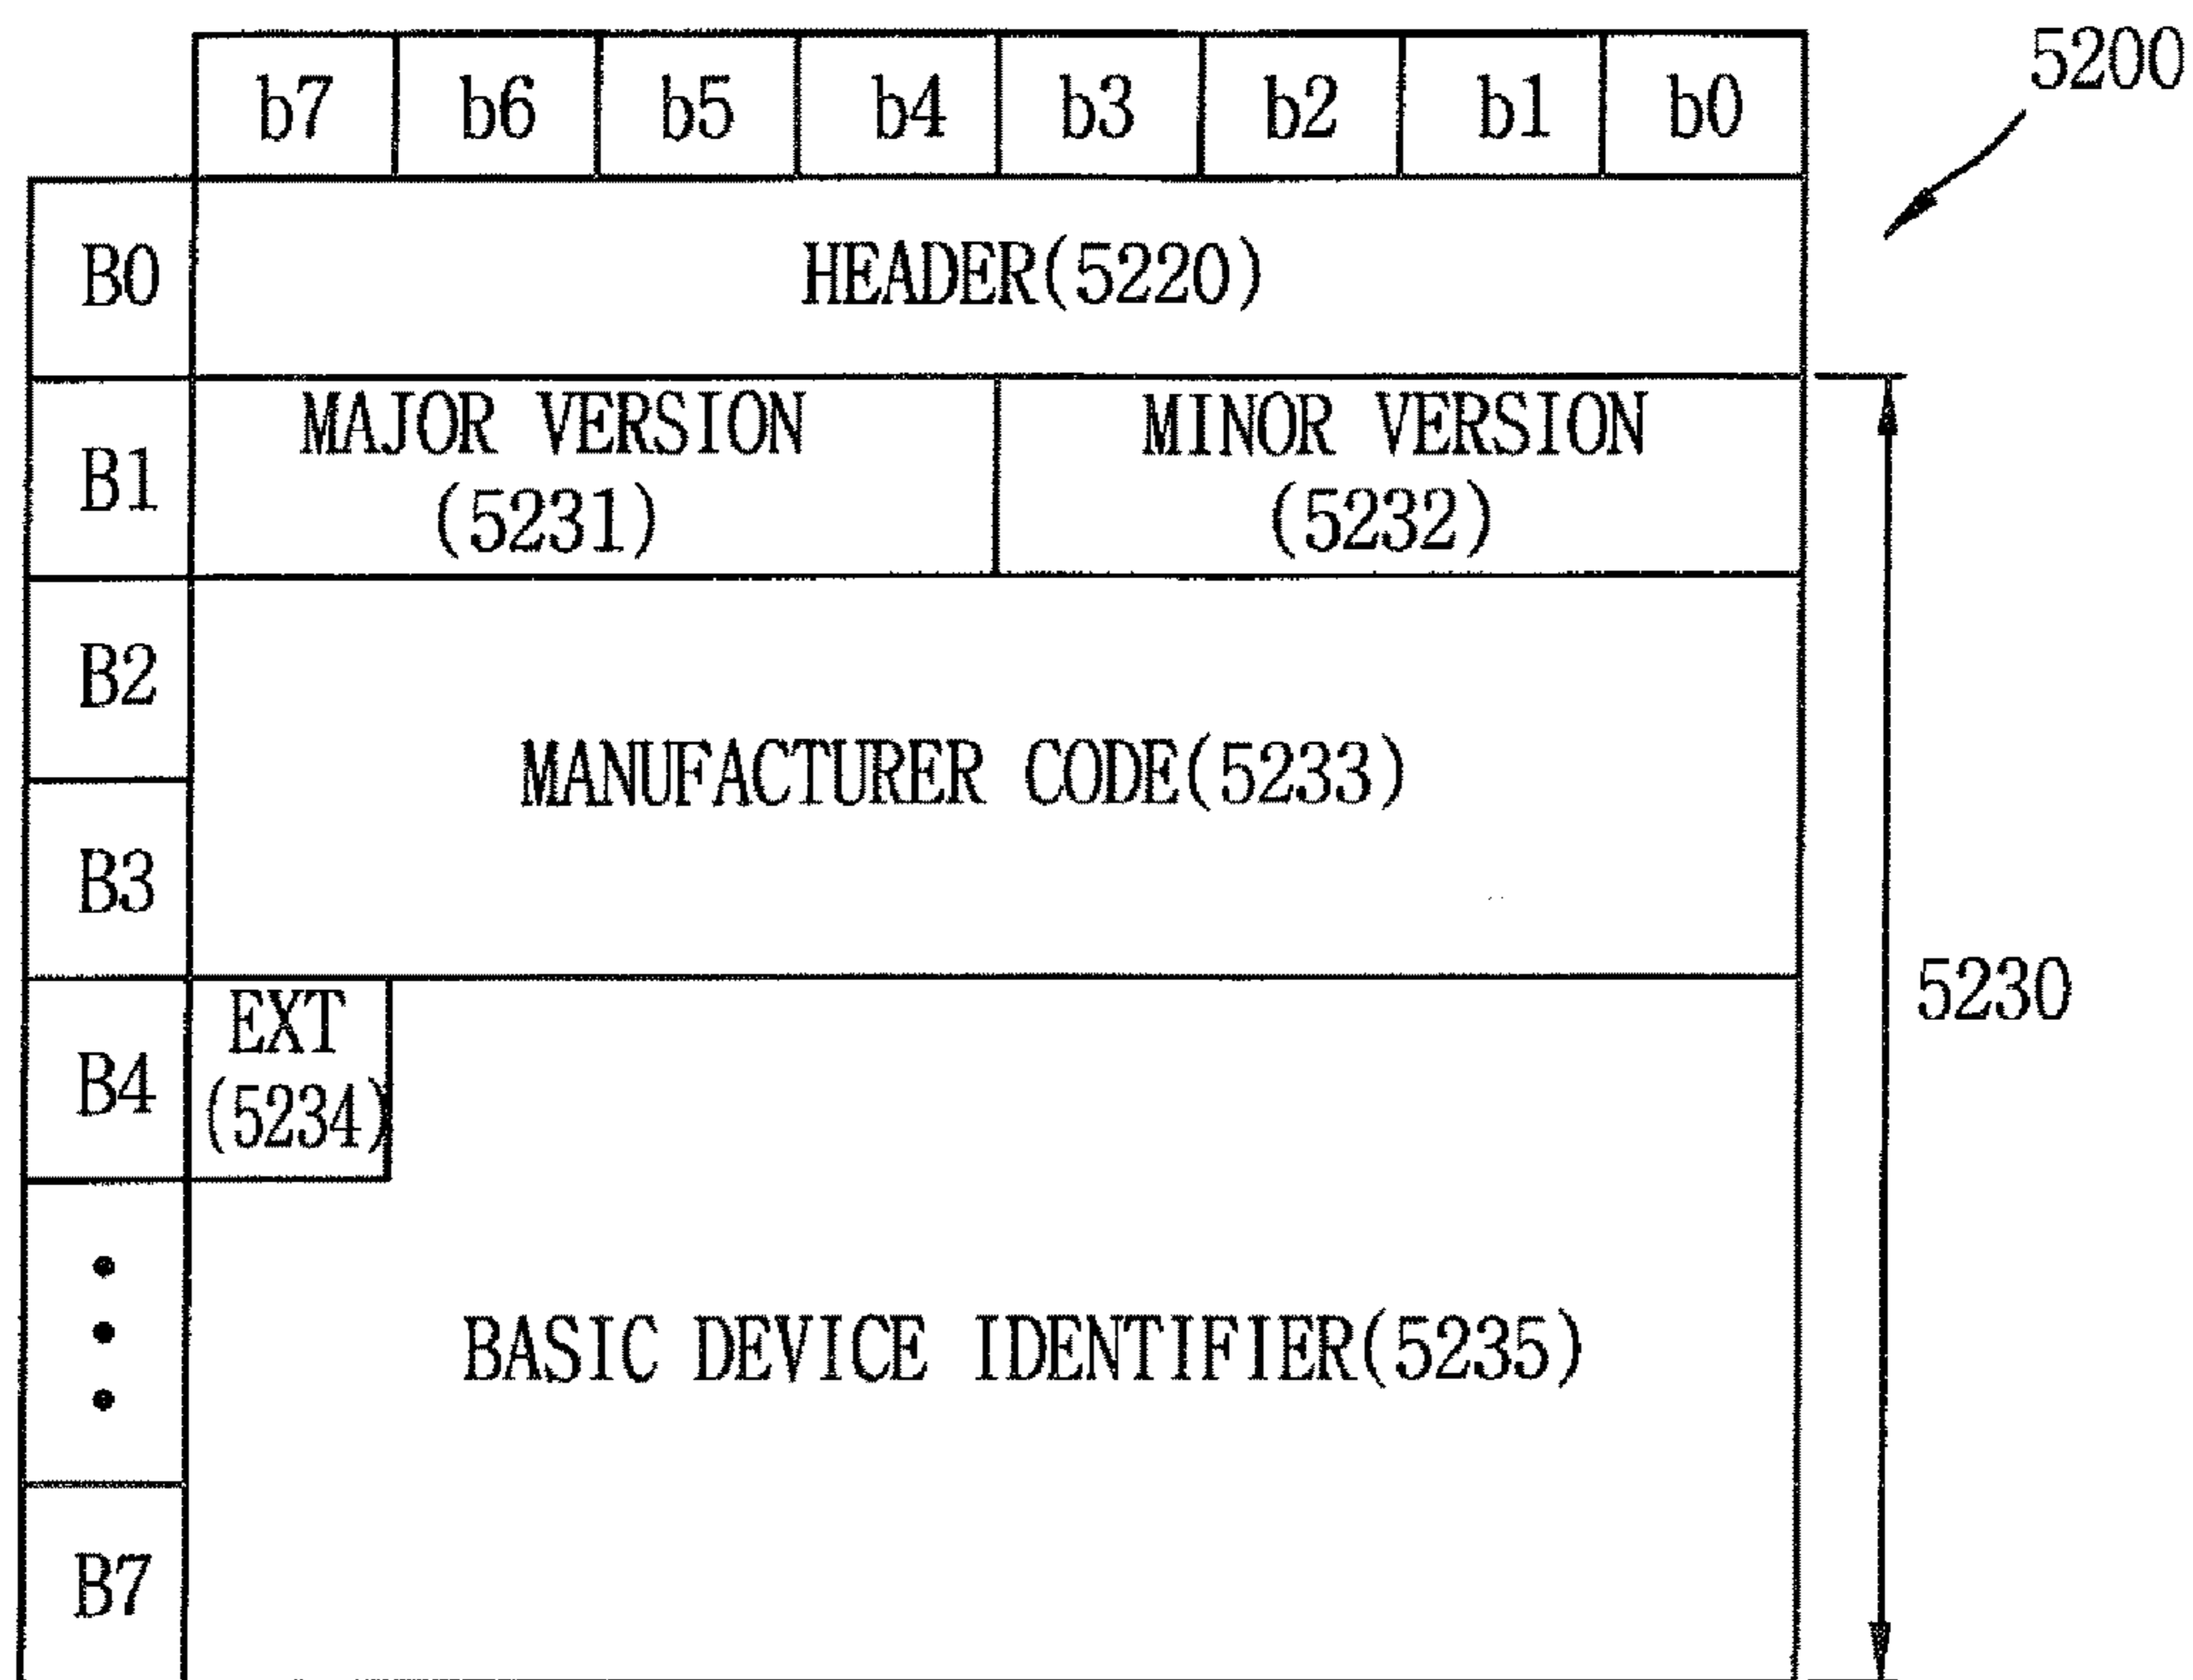 5200
b7 b6 b5 b4 b3 b2 b1 b0
B0 HEADER(5220)
B1 MAJOR VERSION (5231) MINOR VERSION (5232)
B2
MANUFACTURER CODE(5233)
B3
B4 EXT (5234)
5230
BASIC DEVICE IDENTIFIER(5235)
B7